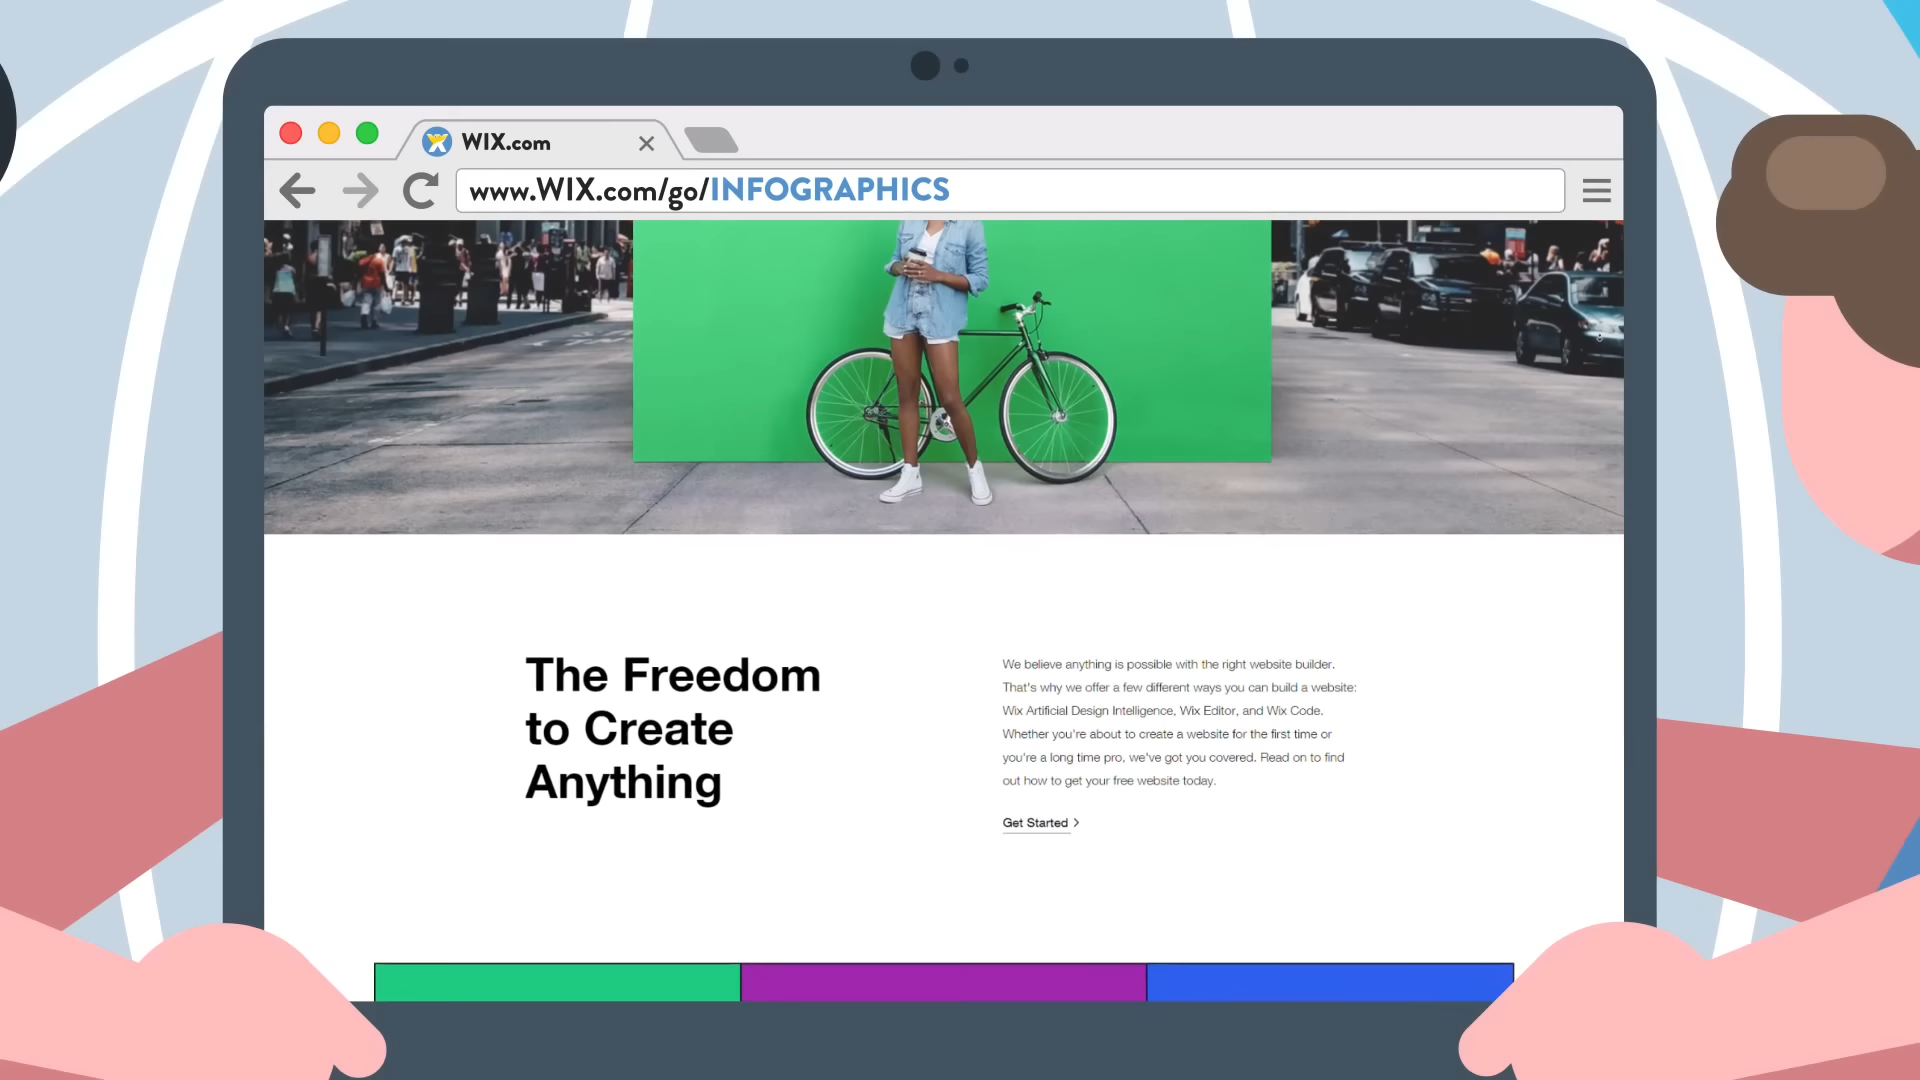 WIX.com
www.WIX.com/go/INFOGRAPHICS
The Freedom
to Create
Anything
We believe anything is possible with the right website builder.
That's why we offer a few different ways you can build a website:
Wix Artificial Design Intelligence, Wix Editor, and Wix Code.
Whether you're about to create a website for the first time or
you're a long time pro, we've got you covered. Read on to find
out how to get your free website today.
Get Started >